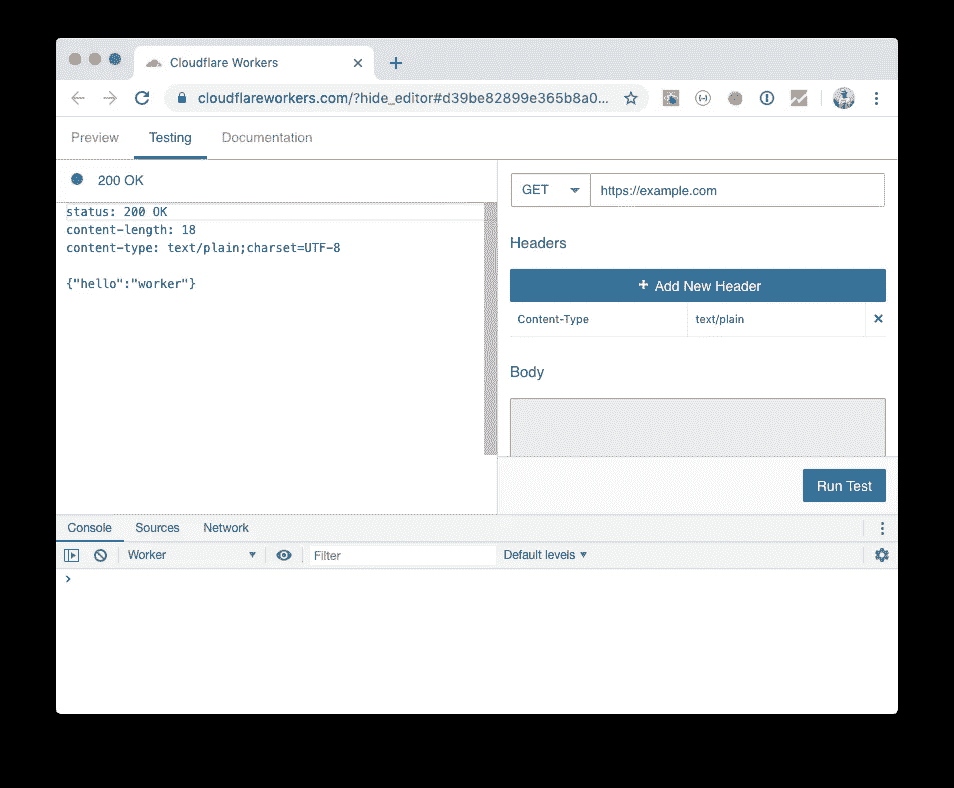 Cloudflare Workers
cloudflareworkers.com/?hide_editor#d39be82899e365b8a0...
Preview Testing Documentation
200 OK
status: 200 OK
content-length: 18
content-type: text/plain;charset=UTF-8
{"hello":"worker"}
GET https://example.com
Headers
+ Add New Header
Content-Type text/plain
Body
Run Test
Console Sources Network
Worker Filter Default levels